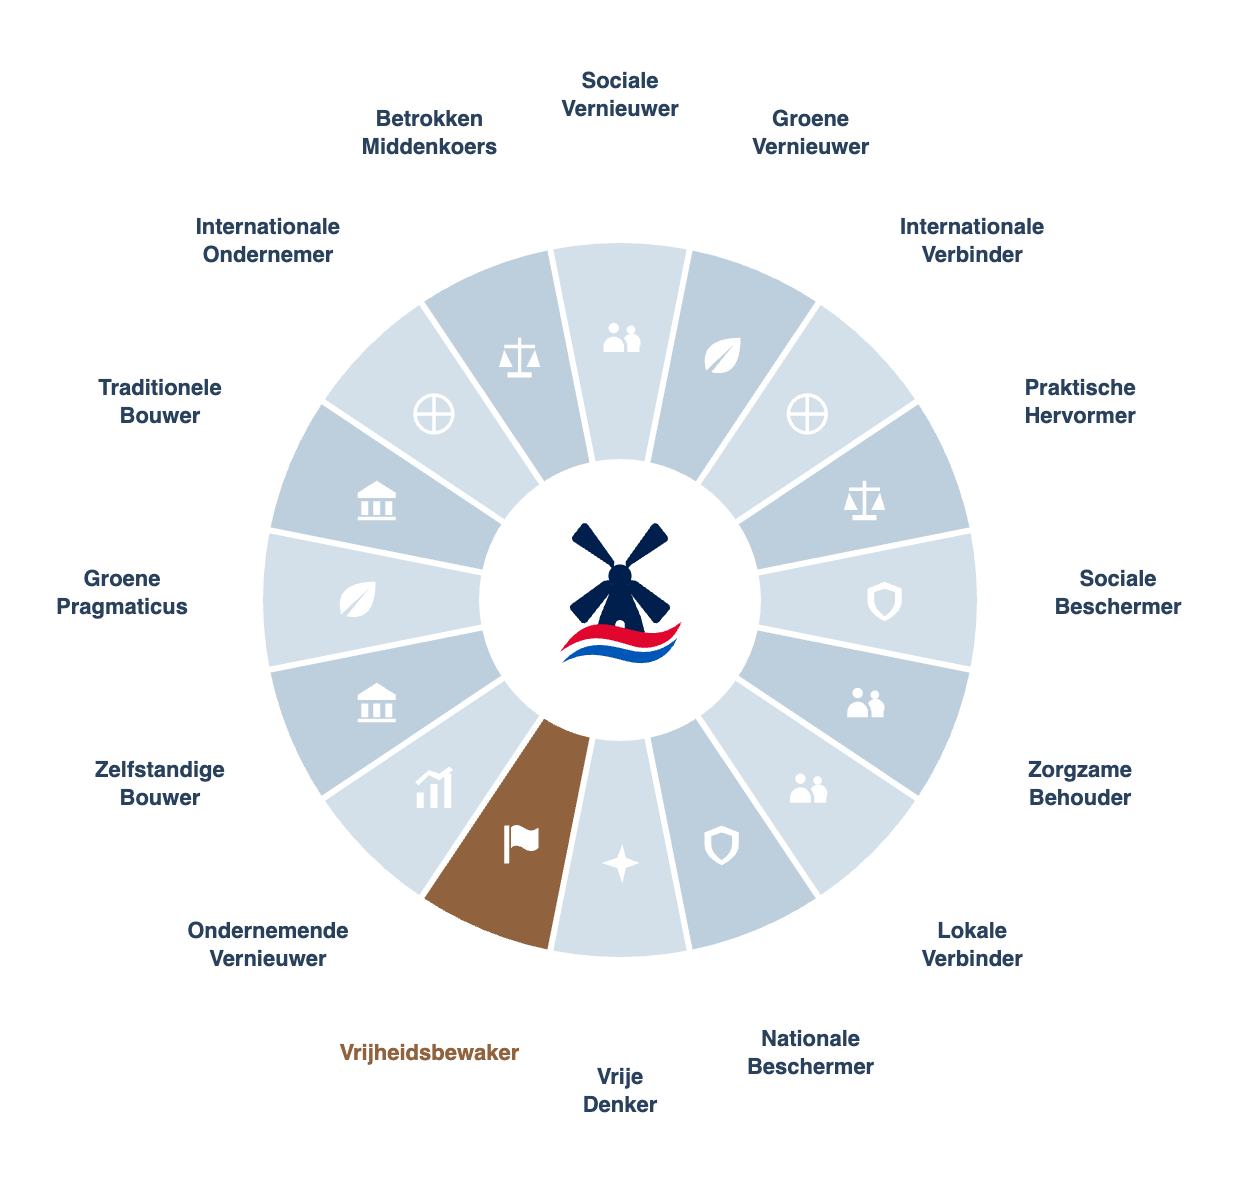 Sociale
Vernieuwer
Betrokken
Middenkoers
Groene
Vernieuwer
Internationale
Ondernemer
Internationale
Verbinder
Traditionele
Bouwer
Praktische
Hervormer
Groene
Pragmaticus
Sociale
Beschermer
Zelfstandige
Bouwer
Zorgzame
Behouder
Ondernemende
Vernieuwer
Lokale
Verbinder
Vrijheidsbewaker
Nationale
Beschermer
Vrije
Denker